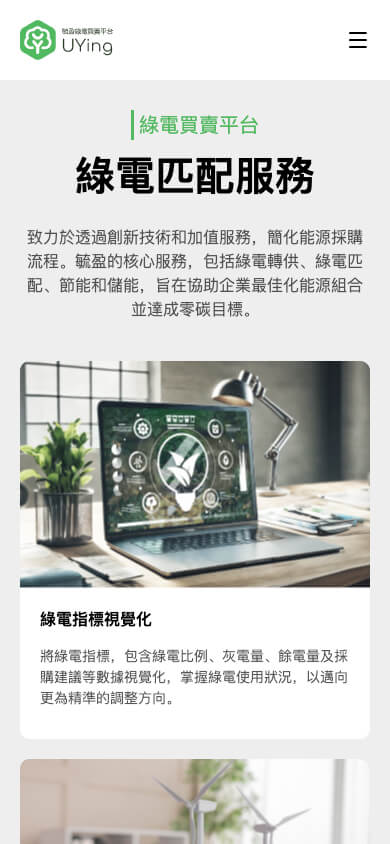 毓盈綠電買賣平台
UYing
綠電買賣平台
綠電匹配服務
致力於透過創新技術和加值服務，簡化能源採購
流程。毓盈的核心服務，包括綠電轉供、綠電匹
配、節能和儲能，旨在協助企業最佳化能源組合
並達成零碳目標。
綠電指標視覺化
將綠電指標，包含綠電比例、灰電量、餘電量及採
購建議等數據視覺化，掌握綠電使用狀況，以邁向
更為精準的調整方向。